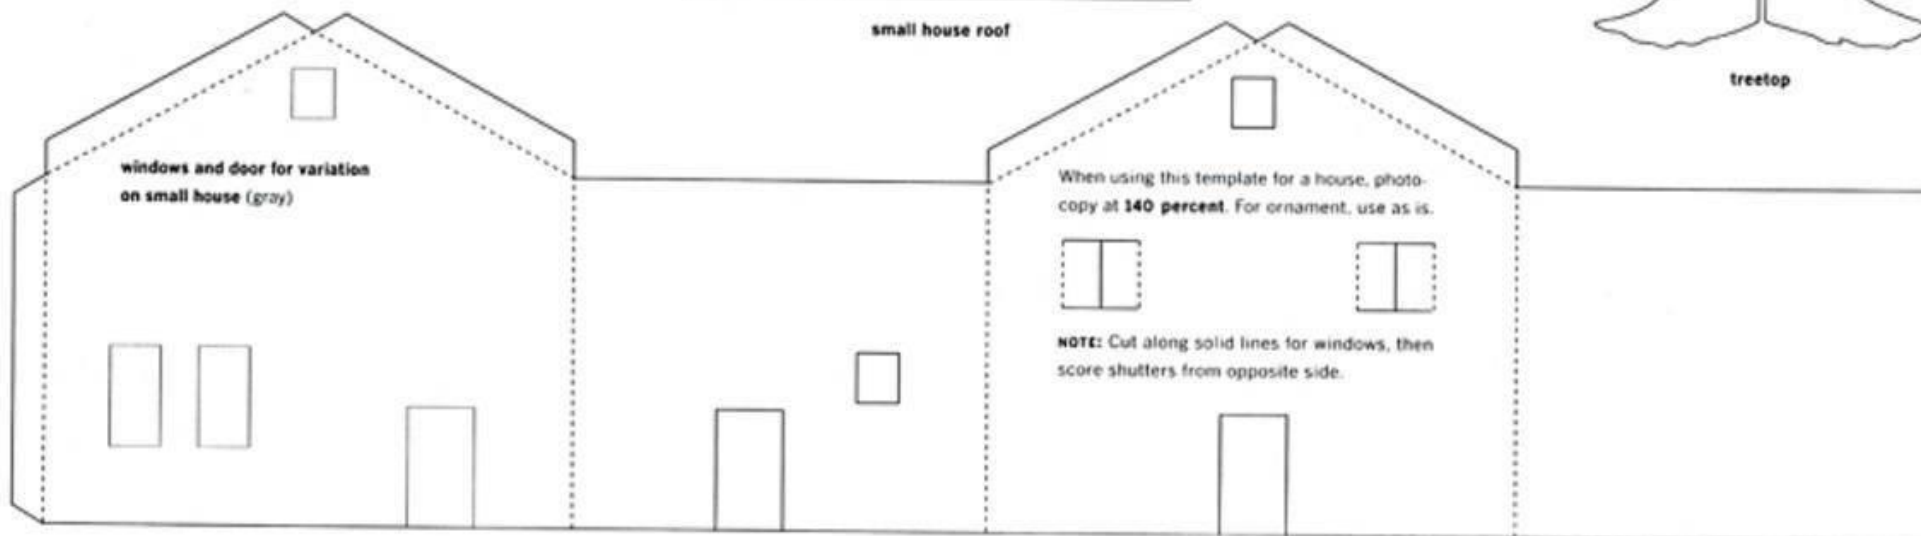 small house roof
treetop
windows and door for variation
on small house (gray)
When using this template for a house, photo-
copy at 140 percent. For ornament, use as is.
NOTE: Cut along solid lines for windows, then
score shutters from opposite side.